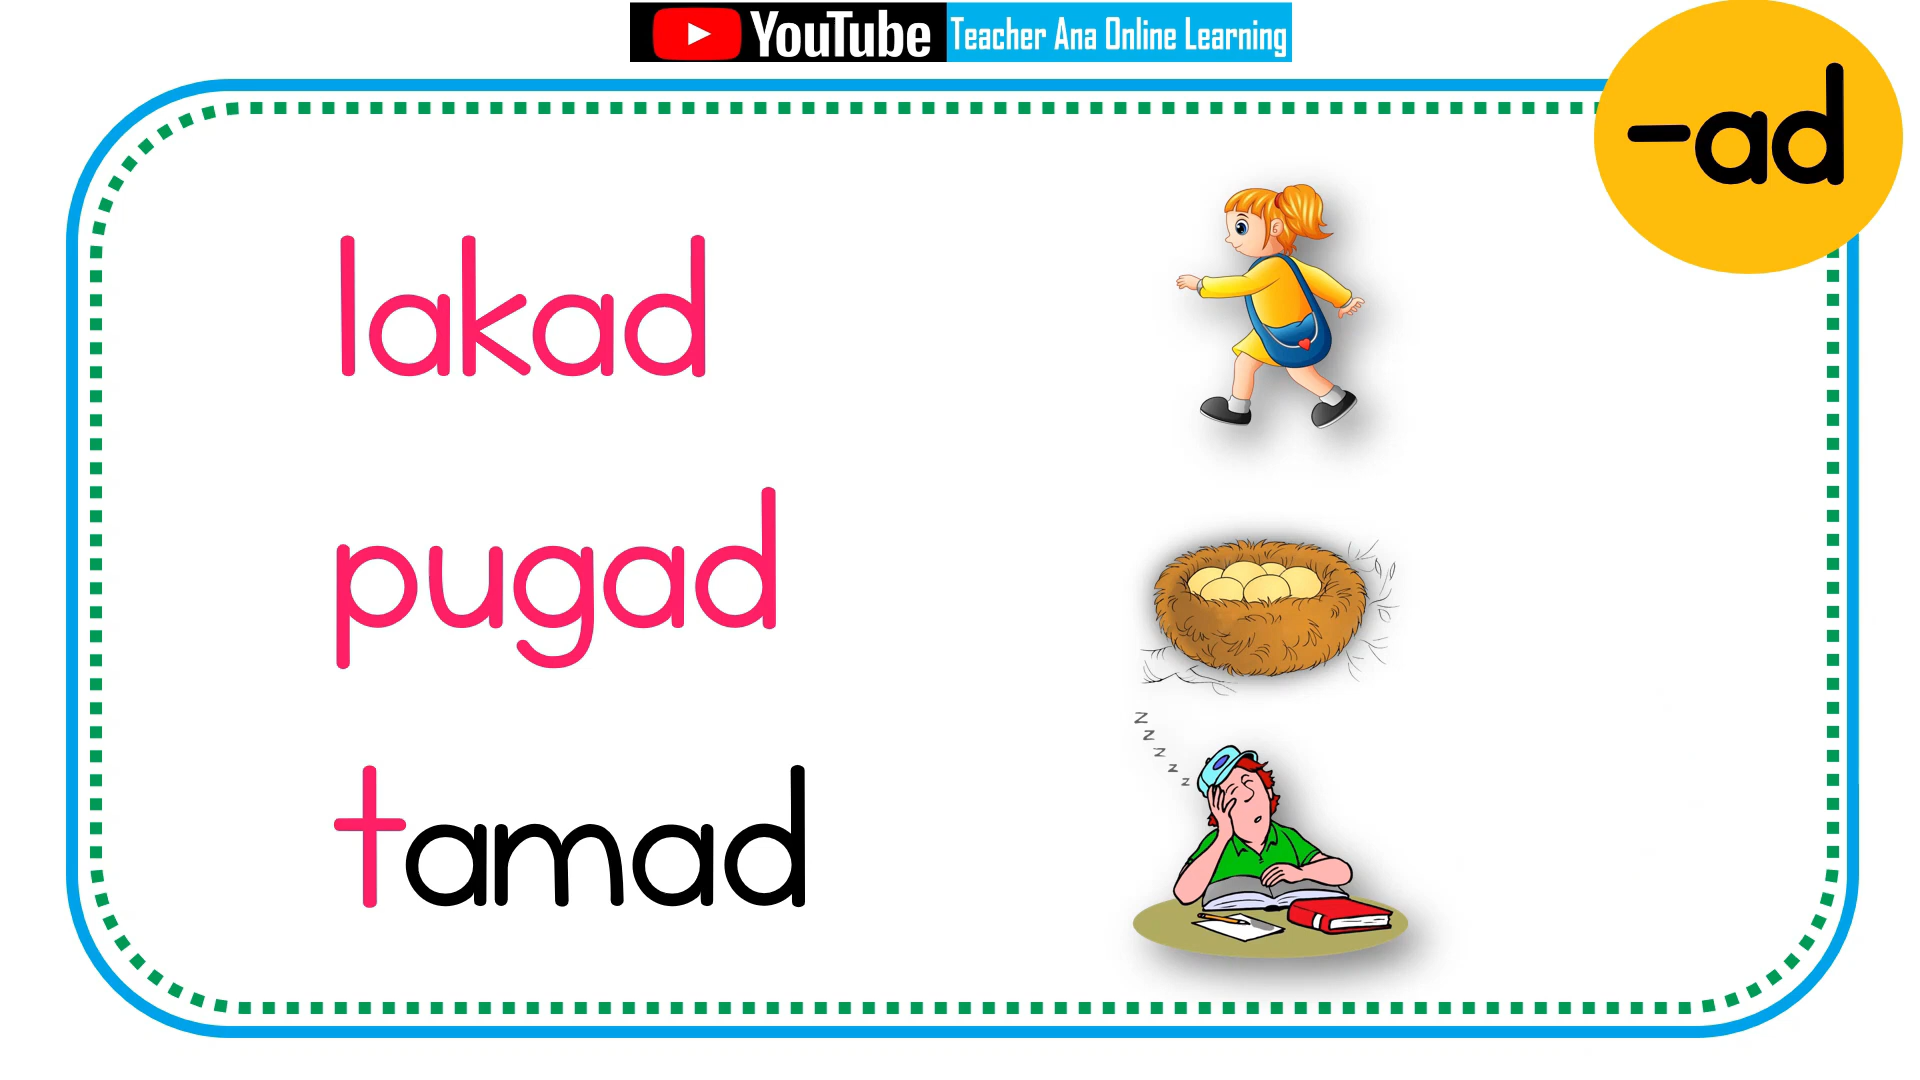 YouTube Teacher Ana Online Learning
-ad
lakad
pugad
z
z
z
z
z
tamad